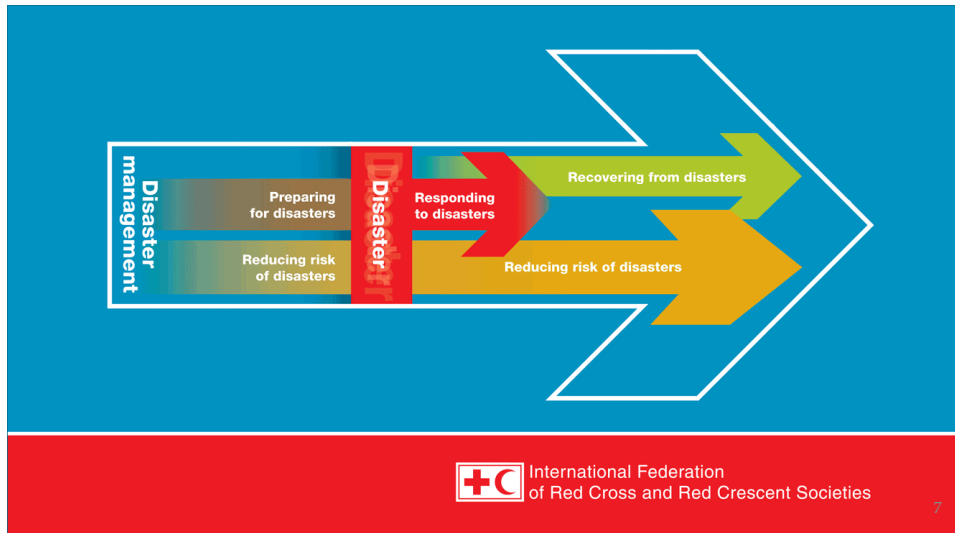 Disaster
management
Preparing
for disasters
Reducing risk
of disasters
Disaster
Disaster
Responding
to disasters
Recovering from disasters
Reducing risk of disasters
International Federation
of Red Cross and Red Crescent Societies
7